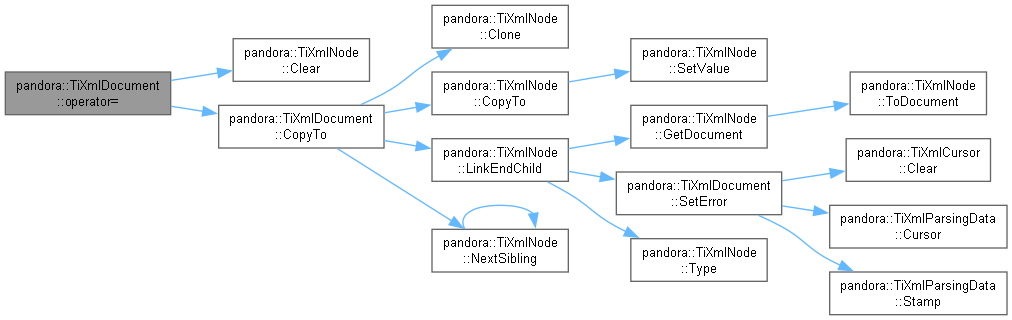 pandora::TiXmlDocument
::operator=
pandora::TiXmlNode
::Clear
pandora::TiXmlDocument
::CopyTo
pandora::TiXmlNode
::Clone
pandora::TiXmlNode
::CopyTo
pandora::TiXmlNode
::LinkEndChild
pandora::TiXmlNode
::NextSibling
pandora::TiXmlNode
::SetValue
pandora::TiXmlNode
::GetDocument
pandora::TiXmlDocument
::SetError
pandora::TiXmlNode
::Type
pandora::TiXmlNode
::ToDocument
pandora::TiXmlCursor
::Clear
pandora::TiXmlParsingData
::Cursor
pandora::TiXmlParsingData
::Stamp